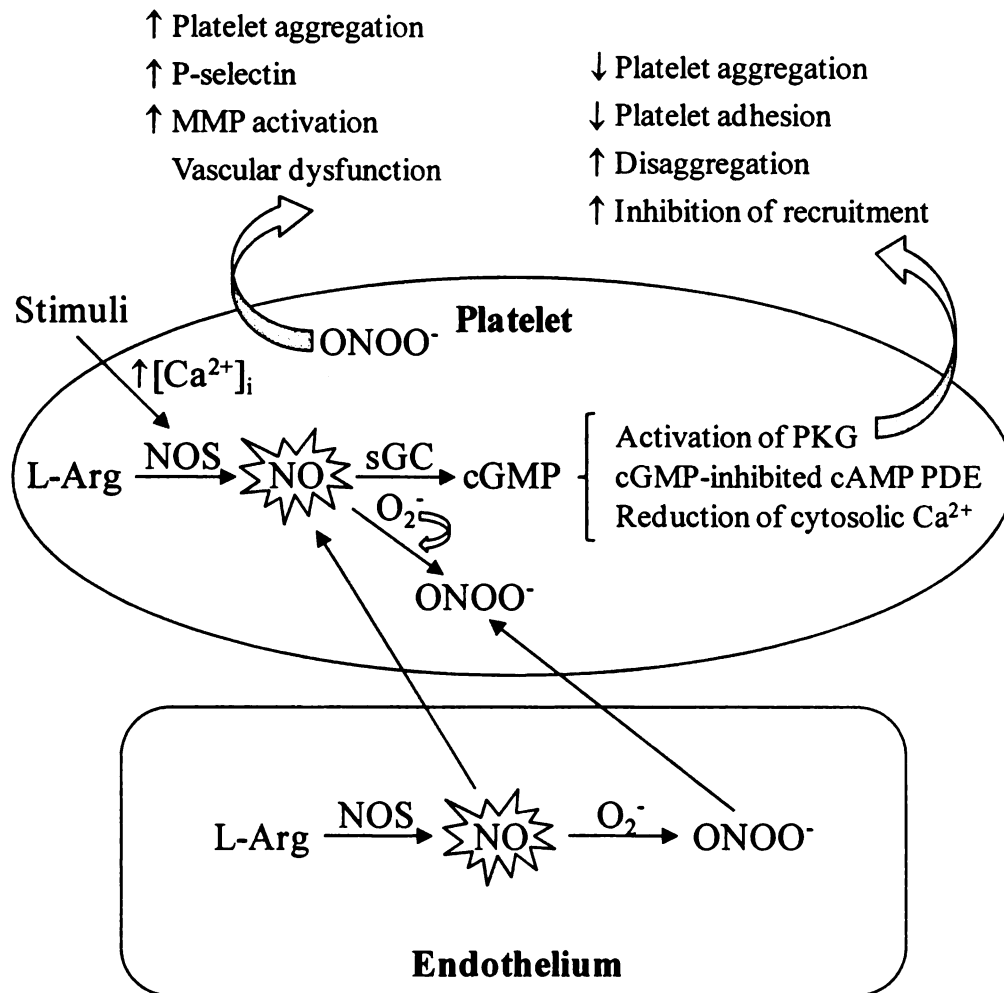 ↑ Platelet aggregation
↑ P-selectin
↑ MMP activation
Vascular dysfunction
↓ Platelet aggregation
↓ Platelet adhesion
↑ Disaggregation
↑ Inhibition of recruitment
Stimuli
Platelet
ONOO⁻
↑[Ca²⁺]ᵢ
L-Arg NOS NO sGC cGMP
Activation of PKG
cGMP-inhibited cAMP PDE
Reduction of cytosolic Ca²⁺
O₂⁻
ONOO⁻
L-Arg NOS NO O₂⁻ ONOO⁻
Endothelium